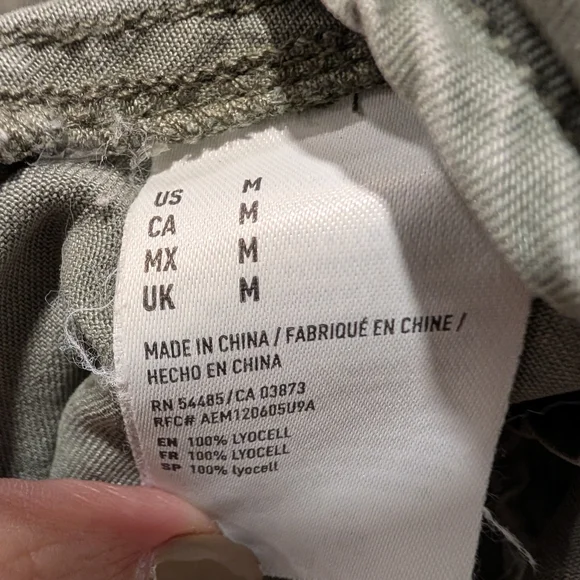 US M
CA M
MX M
UK M
MADE IN CHINA / FABRIQUÉ EN CHINE /
HECHO EN CHINA
RN 54485/CA 03873
RFC# AEM120605U9A
EN 100% LYOCELL
FR 100% LYOCELL
SP 100% lyocell